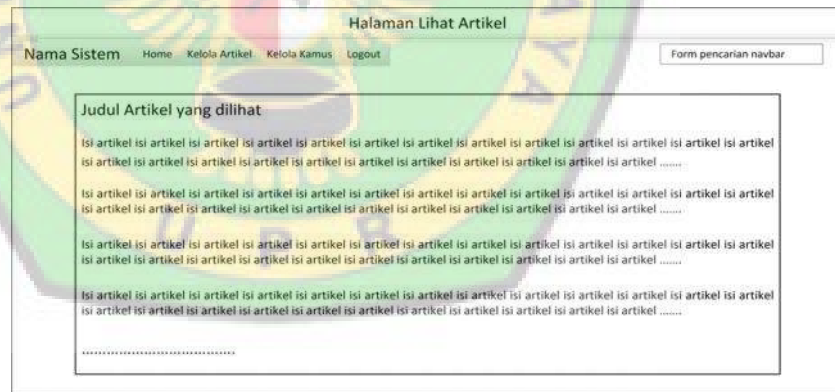 Halaman Lihat Artikel
Nama Sistem Home Kelola Artikel Kelola Kamus Logout Form pencarian navbar
Judul Artikel yang dilihat
Isi artikel isi artikel isi artikel isi artikel isi artikel isi artikel isi artikel isi artikel isi artikel isi artikel isi artikel isi artikel isi artikel
isi artikel isi artikel isi artikel isi artikel isi artikel isi artikel isi artikel isi artikel isi artikel isi artikel isi artikel .......
Isi artikel isi artikel isi artikel isi artikel isi artikel isi artikel isi artikel isi artikel isi artikel isi artikel isi artikel isi artikel isi artikel
isi artikel isi artikel isi artikel isi artikel isi artikel isi artikel isi artikel isi artikel isi artikel isi artikel isi artikel .......
Isi artikel isi artikel isi artikel isi artikel isi artikel isi artikel isi artikel isi artikel isi artikel isi artikel isi artikel isi artikel isi artikel
isi artikel isi artikel isi artikel isi artikel isi artikel isi artikel isi artikel isi artikel isi artikel isi artikel isi artikel .......
Isi artikel isi artikel isi artikel isi artikel isi artikel isi artikel isi artikel isi artikel isi artikel isi artikel isi artikel isi artikel isi artikel
isi artikel isi artikel isi artikel isi artikel isi artikel isi artikel isi artikel isi artikel isi artikel isi artikel isi artikel .......
....................................
U P R